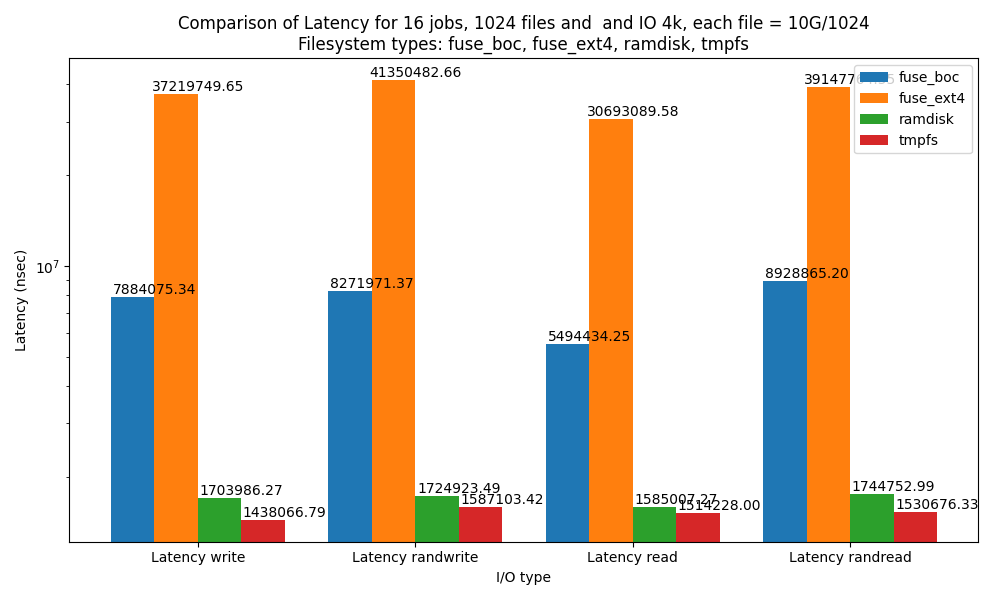 Comparison of Latency for 16 jobs, 1024 files and  and IO 4k, each file = 10G/1024
Filesystem types: fuse_boc, fuse_ext4, ramdisk, tmpfs
fuse_boc
fuse_ext4
ramdisk
tmpfs
Latency (nsec)
10^7
7884075.34
37219749.65
1703986.27
1438066.79
8271971.37
41350482.66
1724923.49
1587103.42
5494434.25
30693089.58
1585007.27
1514228.00
8928865.20
1744752.99
1530676.33
Latency write
Latency randwrite
Latency read
Latency randread
I/O type